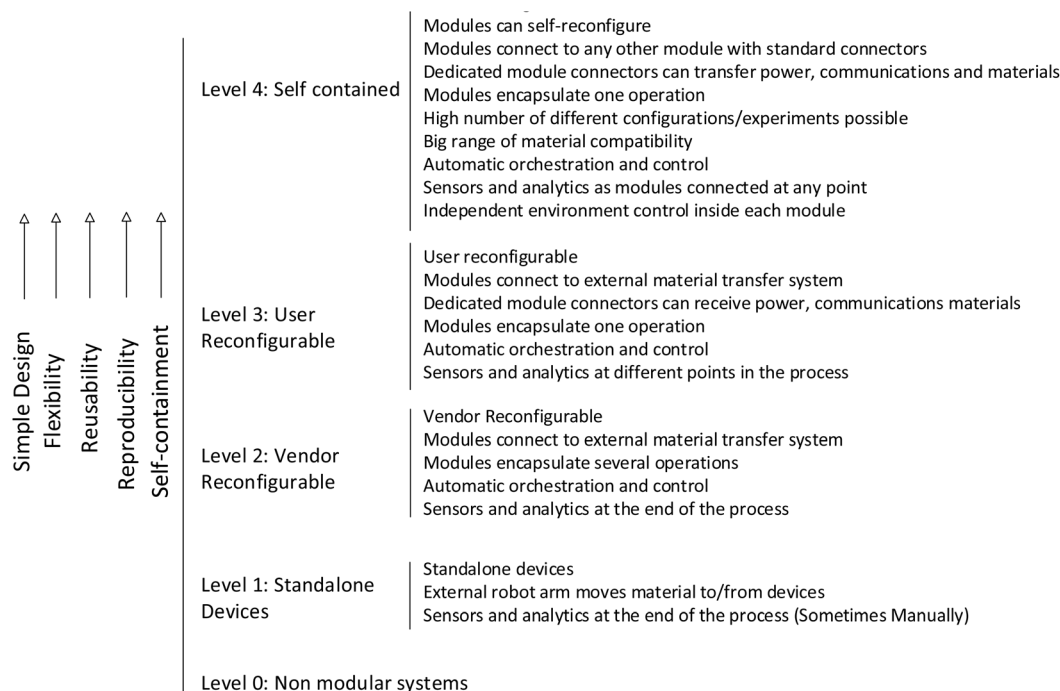 Modules can self-reconfigure
Modules connect to any other module with standard connectors
Dedicated module connectors can transfer power, communications and materials
Level 4: Self contained
Modules encapsulate one operation
High number of different configurations/experiments possible
Big range of material compatibility
Automatic orchestration and control
Sensors and analytics as modules connected at any point
Independent environment control inside each module
User reconfigurable
Modules connect to external material transfer system
Dedicated module connectors can receive power, communications materials
Level 3: User
Reconfigurable
Modules encapsulate one operation
Automatic orchestration and control
Sensors and analytics at different points in the process
Simple Design
Flexibility
Reusability
Reproducibility
Self-containment
Vendor Reconfigurable
Modules connect to external material transfer system
Level 2: Vendor
Reconfigurable
Modules encapsulate several operations
Automatic orchestration and control
Sensors and analytics at the end of the process
Level 1: Standalone
Devices
Standalone devices
External robot arm moves material to/from devices
Sensors and analytics at the end of the process (Sometimes Manually)
Level 0: Non modular systems